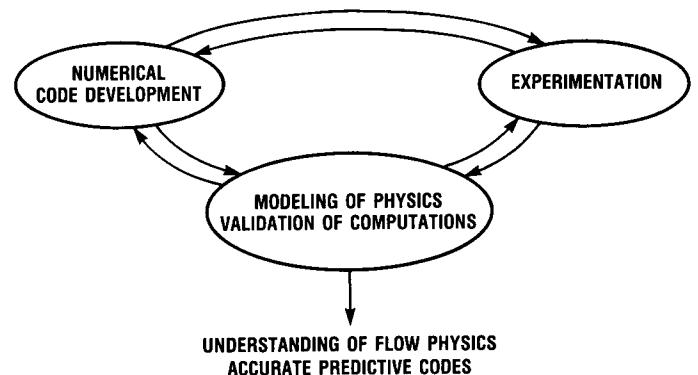 NUMERICAL
CODE DEVELOPMENT
EXPERIMENTATION
MODELING OF PHYSICS
VALIDATION OF COMPUTATIONS
UNDERSTANDING OF FLOW PHYSICS
ACCURATE PREDICTIVE CODES